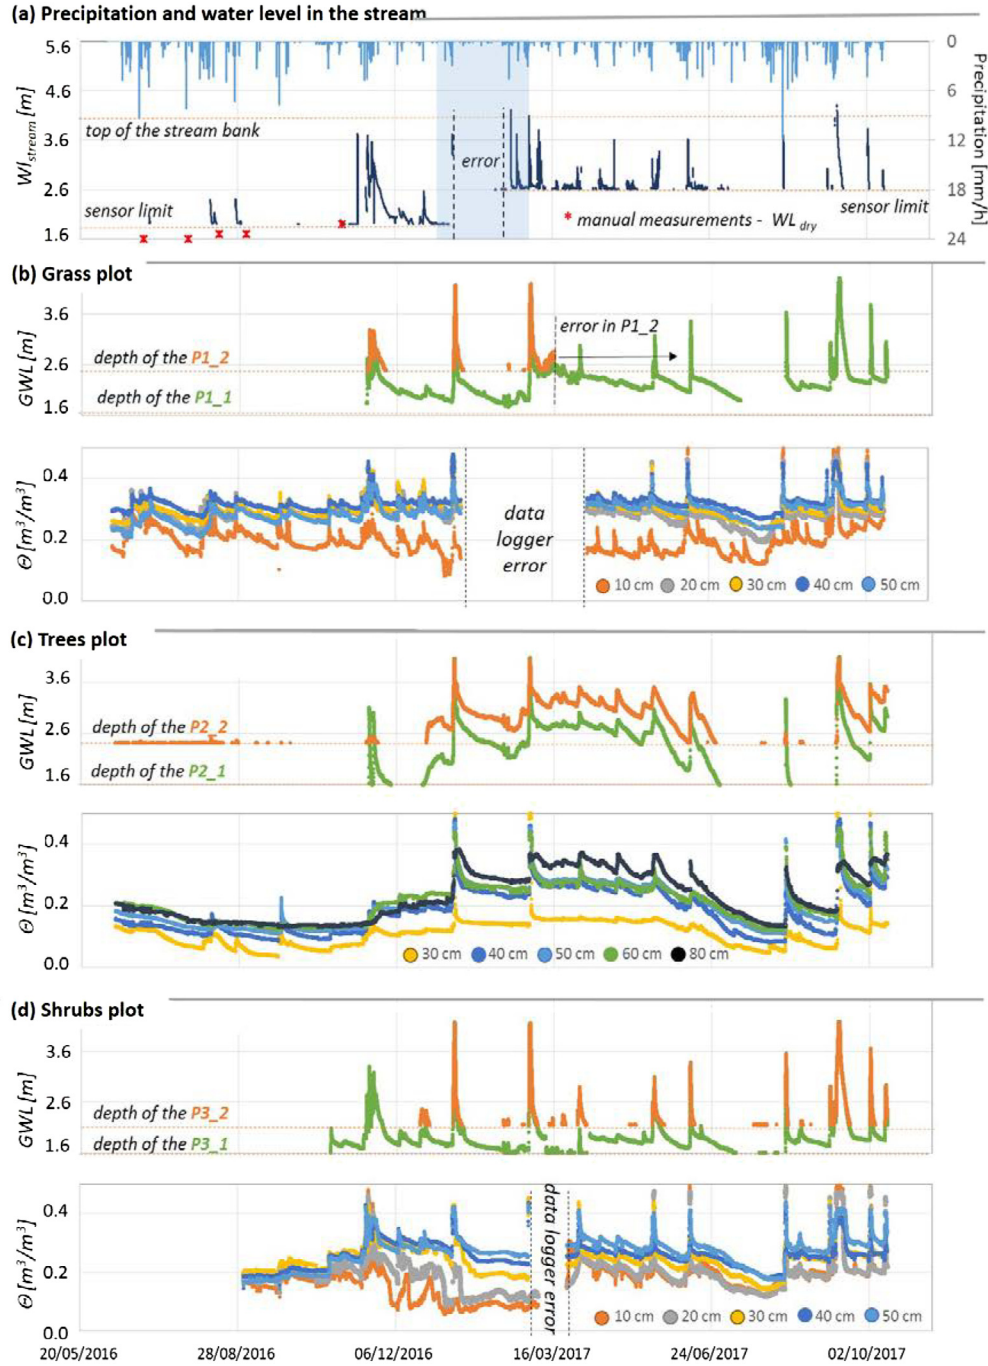 (a) Precipitation and water level in the stream
5.6
4.6
3.6
2.6
1.6
Wl stream [m]
0
6
12
18
24
Precipitation [mm/h]
top of the stream bank
error
sensor limit
sensor limit
* manual measurements - WL dry
(b) Grass plot
3.6
2.6
1.6
GWL [m]
error in P1_2
depth of the P1_2
depth of the P1_1
0.4
0.2
0.0
Θ [m³/m³]
data
logger
error
10 cm 20 cm 30 cm 40 cm 50 cm
(c) Trees plot
3.6
2.6
1.6
GWL [m]
depth of the P2_2
depth of the P2_1
0.4
0.2
0.0
Θ [m³/m³]
30 cm 40 cm 50 cm 60 cm 80 cm
(d) Shrubs plot
3.6
2.6
1.6
GWL [m]
depth of the P3_2
depth of the P3_1
0.4
0.2
0.0
Θ [m³/m³]
data logger error
10 cm 20 cm 30 cm 40 cm 50 cm
20/05/2016 28/08/2016 06/12/2016 16/03/2017 24/06/2017 02/10/2017